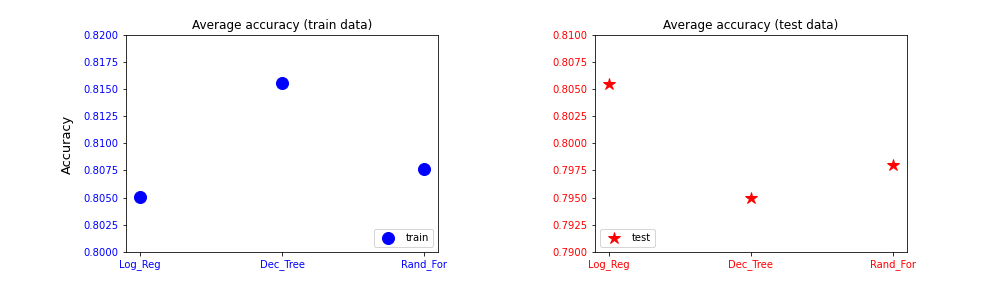 Average accuracy (train data)
Accuracy
0.8200
0.8175
0.8150
0.8125
0.8100
0.8075
0.8050
0.8025
0.8000
Log_Reg
Dec_Tree
Rand_For
train
Average accuracy (test data)
0.8100
0.8075
0.8050
0.8025
0.8000
0.7975
0.7950
0.7925
0.7900
Log_Reg
Dec_Tree
Rand_For
test